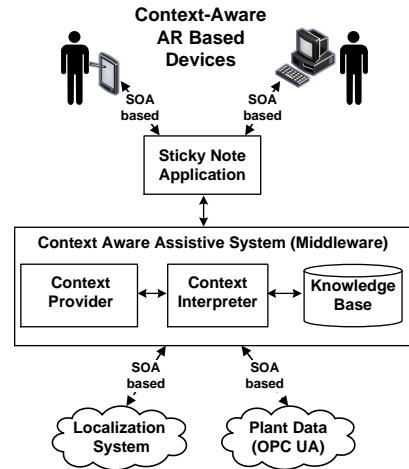 Context-Aware
AR Based
Devices
SOA
based
SOA
based
Sticky Note
Application
Context Aware Assistive System (Middleware)
Context
Provider
Context
Interpreter
Knowledge
Base
SOA
based
SOA
based
Localization
System
Plant Data
(OPC UA)